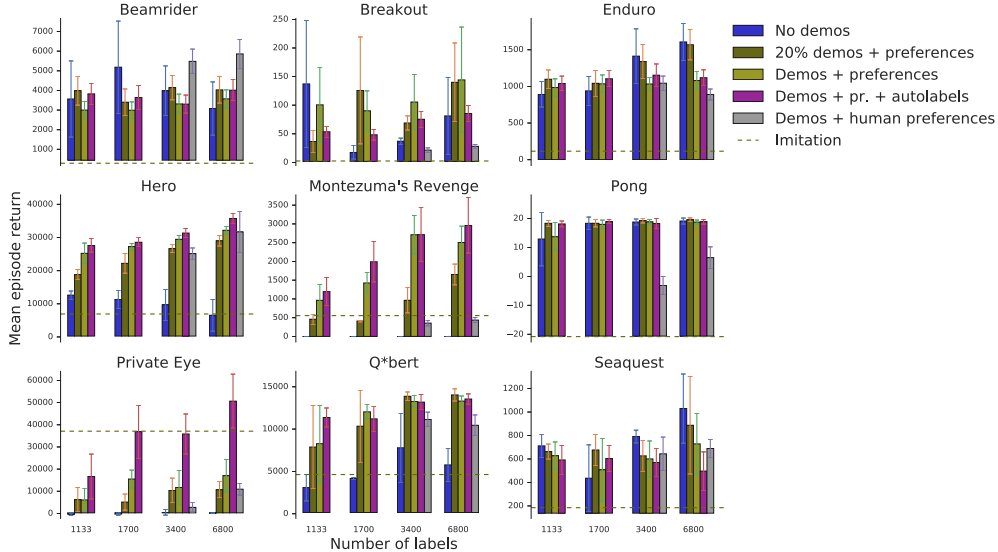 Beamrider
Breakout
Enduro
7000
6000
5000
4000
3000
2000
1000
250
200
150
100
50
0
1500
1000
500
0
No demos
20% demos + preferences
Demos + preferences
Demos + pr. + autolabels
Demos + human preferences
Imitation
Mean episode return
Hero
Montezuma's Revenge
Pong
40000
30000
20000
10000
0
3500
3000
2500
2000
1500
1000
500
0
20
10
0
−10
−20
Private Eye
Q*bert
Seaquest
60000
50000
40000
30000
20000
10000
0
15000
10000
5000
0
1200
1000
800
600
400
200
1133 1700 3400 6800
1133 1700 3400 6800
1133 1700 3400 6800
Number of labels